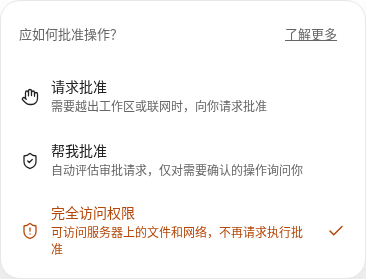 应如何批准操作?
了解更多
请求批准
需要越出工作区或联网时，向你请求批准
帮我批准
自动评估审批请求，仅对需要确认的操作询问你
完全访问权限
可访问服务器上的文件和网络，不再请求执行批
准